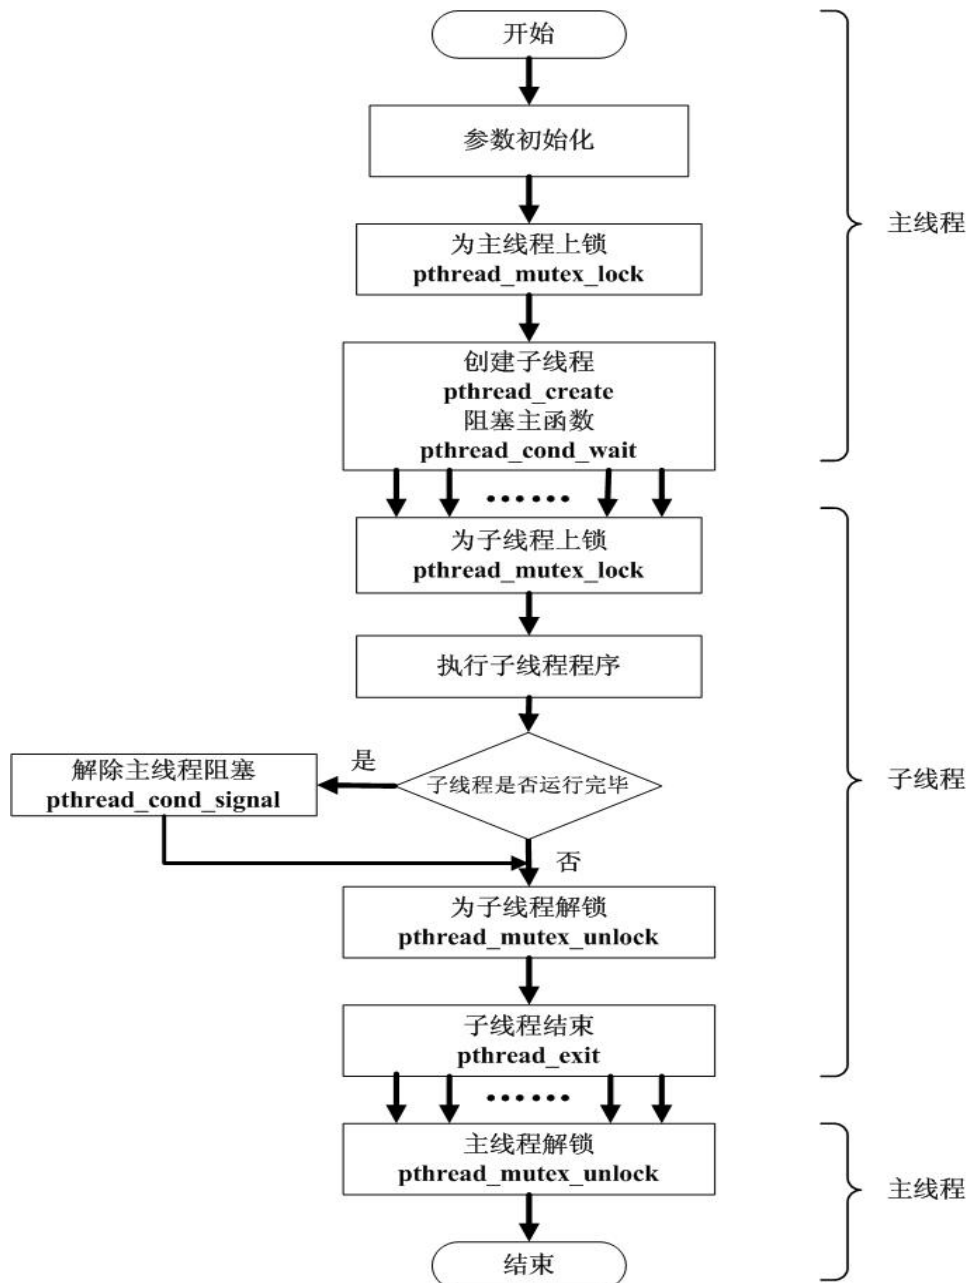 开始
参数初始化
主线程
为主线程上锁
pthread_mutex_lock
创建子线程
pthread_create
阻塞主函数
pthread_cond_wait
······
为子线程上锁
pthread_mutex_lock
执行子线程程序
是
解除主线程阻塞
pthread_cond_signal
子线程是否运行完毕
子线程
否
为子线程解锁
pthread_mutex_unlock
子线程结束
pthread_exit
······
主线程解锁
pthread_mutex_unlock
主线程
结束